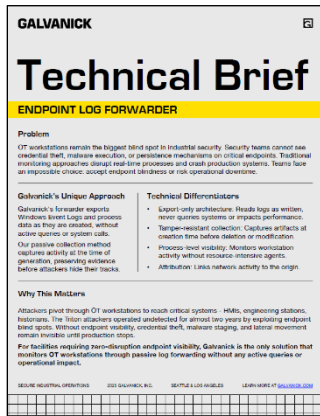 GALVANICK
Technical Brief
ENDPOINT LOG FORWARDER
Problem
OT workstations remain the biggest blind spot in industrial security. Security teams cannot see
credential theft, malware execution, or persistence mechanisms on critical endpoints. Traditional
monitoring approaches disrupt real-time processes and crash production systems. Teams face
an impossible choice: accept endpoint blindness or risk operational downtime.
Galvanick's Unique Approach
Galvanick's forwarder exports
Windows Event Logs and process
data as they are created, without
active queries or system calls.
Our passive collection method
captures activity at the time of
generation, preserving evidence
before attackers hide their tracks.
Technical Differentiators
• Export-only architecture: Reads logs as written,
never queries systems or impacts performance.
• Tamper-resistant collection: Captures artifacts at
creation time before deletion or modification.
• Process-level visibility: Monitors workstation
activity without resource-intensive agents.
• Attribution: Links network activity to the origin.
Why This Matters
Attackers pivot through OT workstations to reach critical systems - HMIs, engineering stations,
historians. The Triton attackers operated undetected for almost two years by exploiting endpoint
blind spots. Without endpoint visibility, credential theft, malware staging, and lateral movement
remain invisible until production stops.
For facilities requiring zero-disruption endpoint visibility, Galvanick is the only solution that
monitors OT workstations through passive log forwarding without any active queries or
operational impact.
SECURE INDUSTRIAL OPERATIONS 2025 GALVANICK, INC. SEATTLE & LOS ANGELES LEARN MORE AT GALVANICK.COM